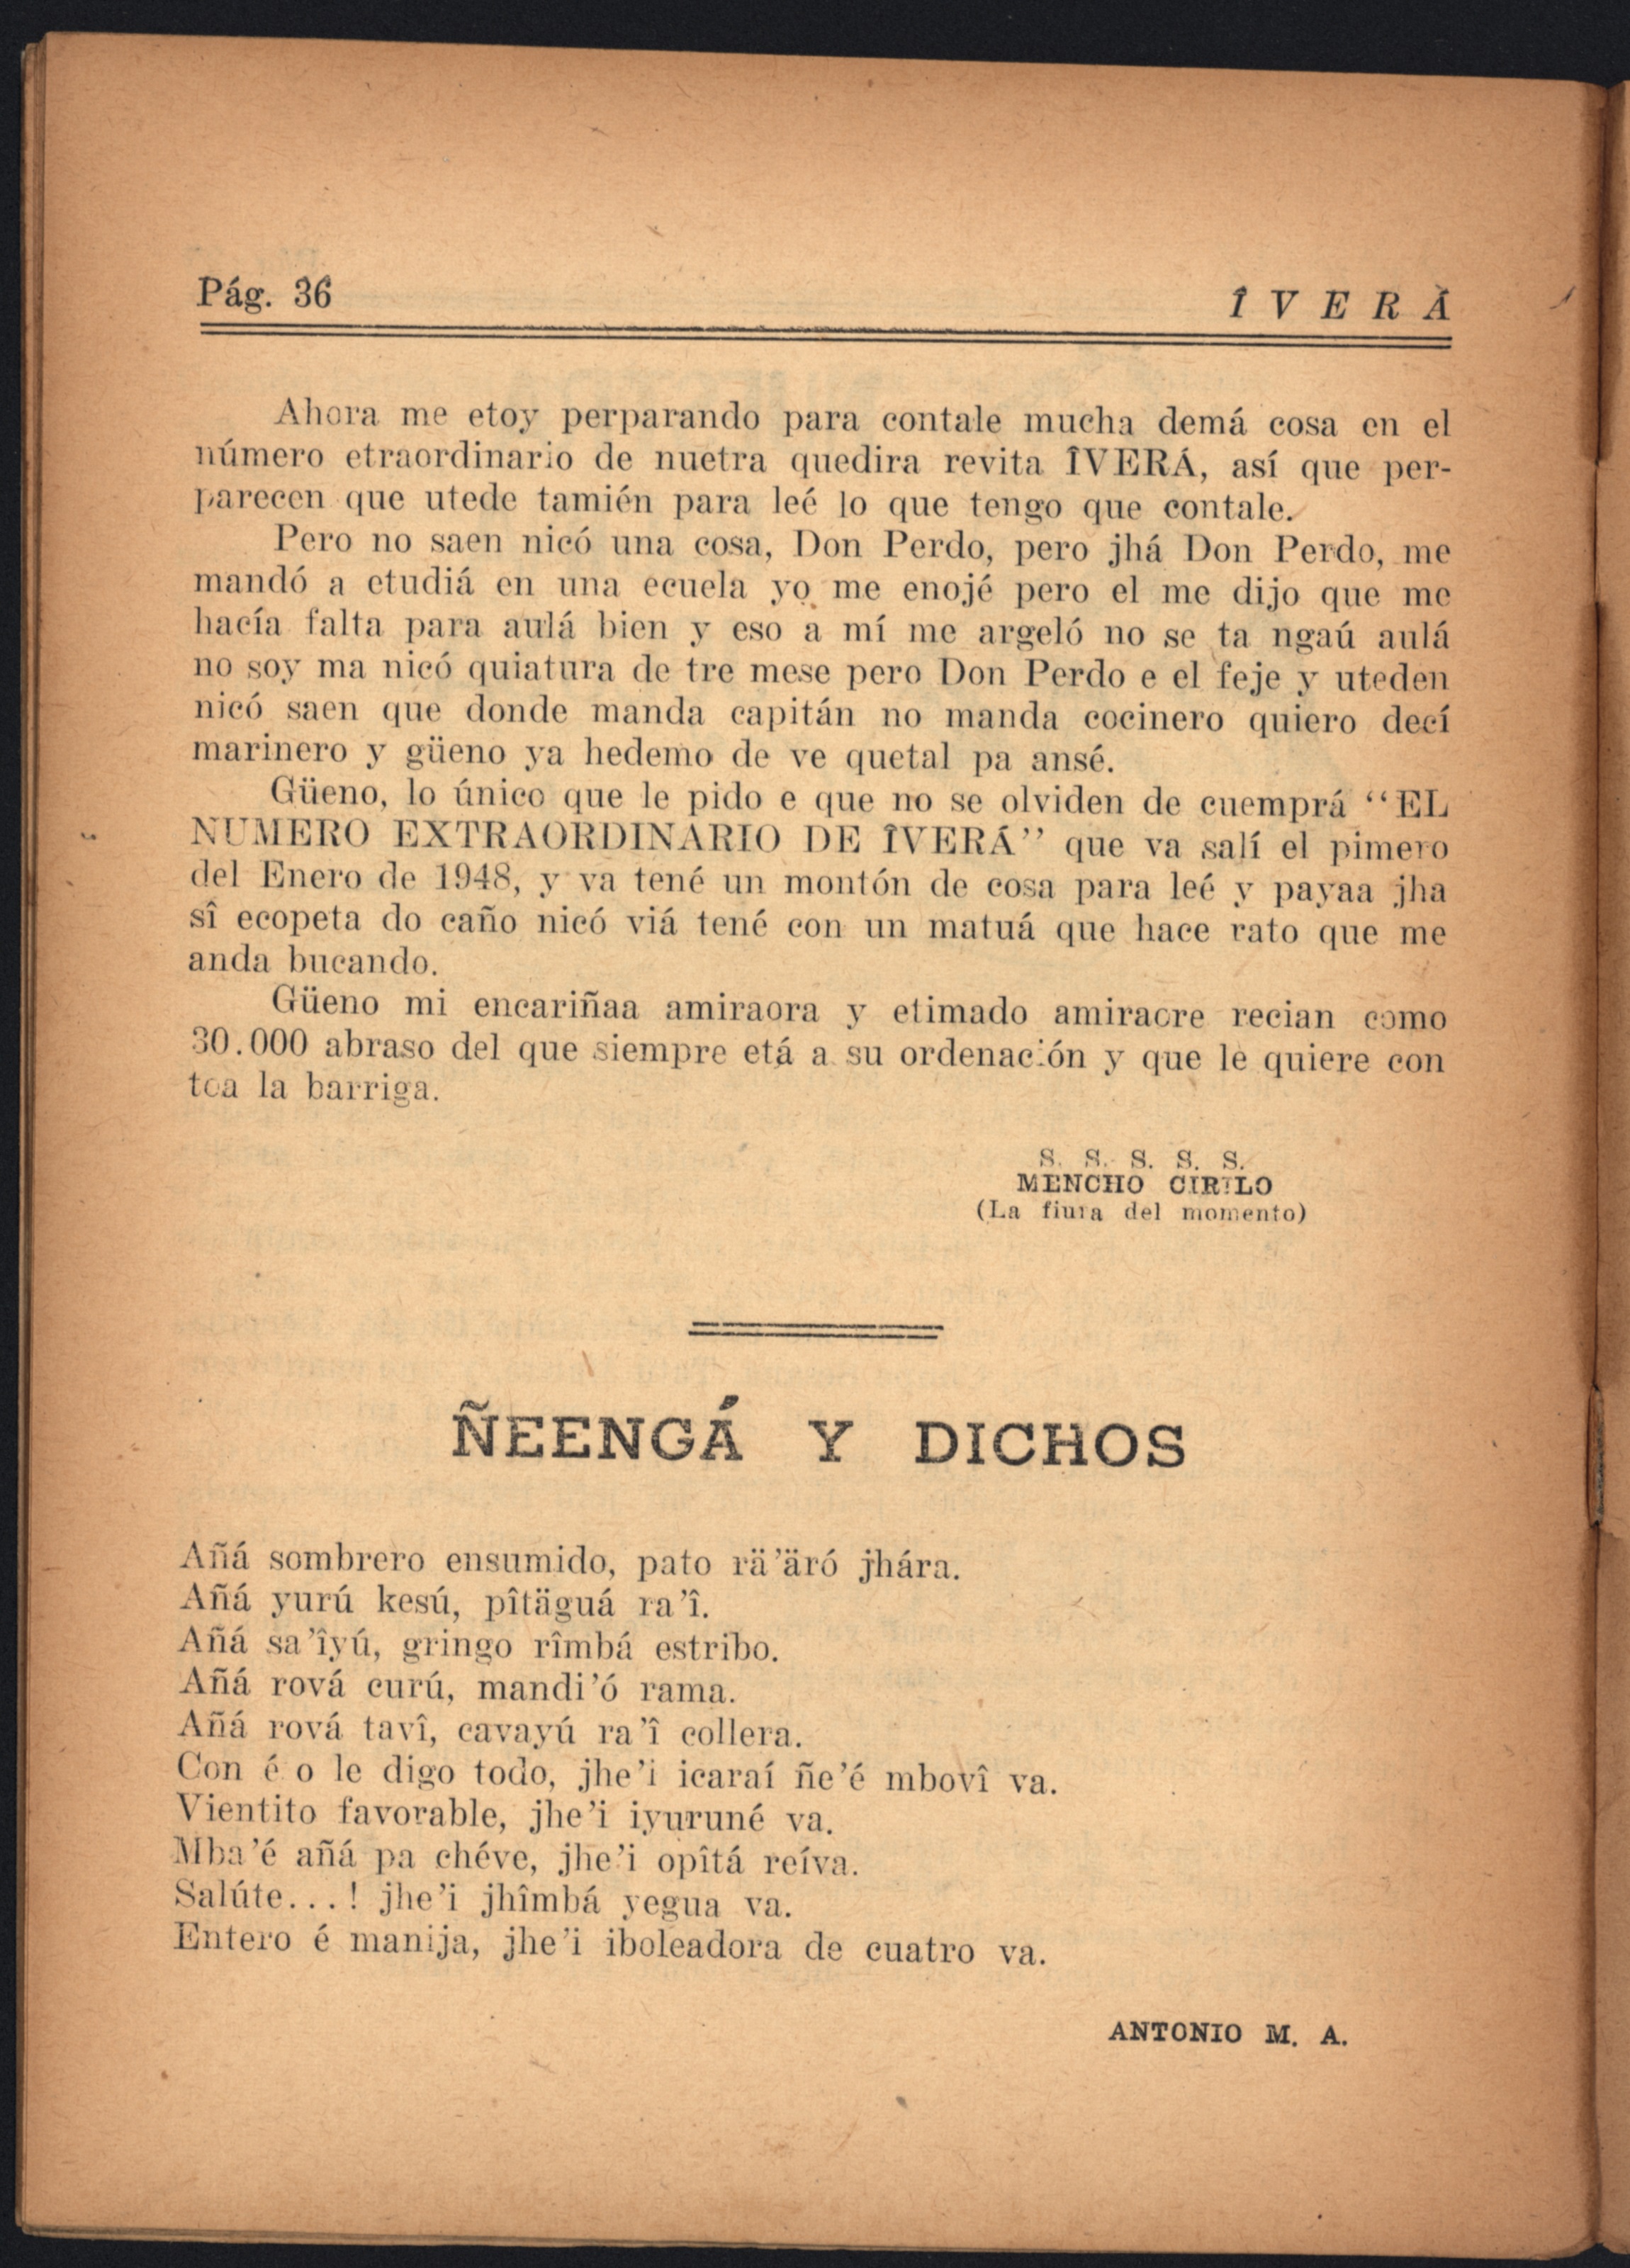 Pág. 36
Î V E R Á
Ahora me etoy perparando para contale mucha demá cosa en el
número etraordinario de nuetra quedira revita ÎVERÁ, así que per-
parecen que utede tamién para leé lo que tengo que contale.
Pero no saen nicó una cosa, Don Perdo, pero jhá Don Perdo, me
mandó a etudiá en una ecuela yo me enojé pero el me dijo que me
hacía falta para aulá bien y eso a mí me argeló no se ta ngaú aulá
no soy ma nicó quiatura de tre mese pero Don Perdo e el feje y uteden
nicó saen que donde manda capitán no manda cocinero quiero decí
marinero y güeno ya hedemo de ve quetal pa ansé.
Güeno, lo único que le pido e que no se olviden de cuemprá “EL
NUMERO EXTRAORDINARIO DE ÎVERÁ” que va salí el pimero
del Enero de 1948, y va tené un montón de cosa para leé y payaa jha
sî ecopeta do caño nicó viá tené con un matuá que hace rato que me
anda bucando.
Güeno mi encariñaa amiraora y etimado amiraore recian como
30.000 abraso del que siempre etá a su ordenación y que le quiere con
toa la barriga.
S. S. S. S. S.
MENCHO CIRILO
(La fiura del momento)
ÑEENGÁ Y DICHOS
Añá sombrero ensumido, pato rä’äró jhára.
Añá yurú kesú, pîtäguá ra’î.
Añá sa’îyú, gringo rîmbá estribo.
Añá rová curú, mandi’ó rama.
Añá rová tavî, cavayú ra’î collera.
Con é o le digo todo, jhe’i icaraí ñe’é mbovî va.
Vientito favorable, jhe’i iyuruné va.
Mba’é añá pa chéve, jhe’i opîtá reíva.
Salúte...! jhe’i jhîmbá yegua va.
Entero é manija, jhe’i iboleadora de cuatro va.
ANTONIO M. A.